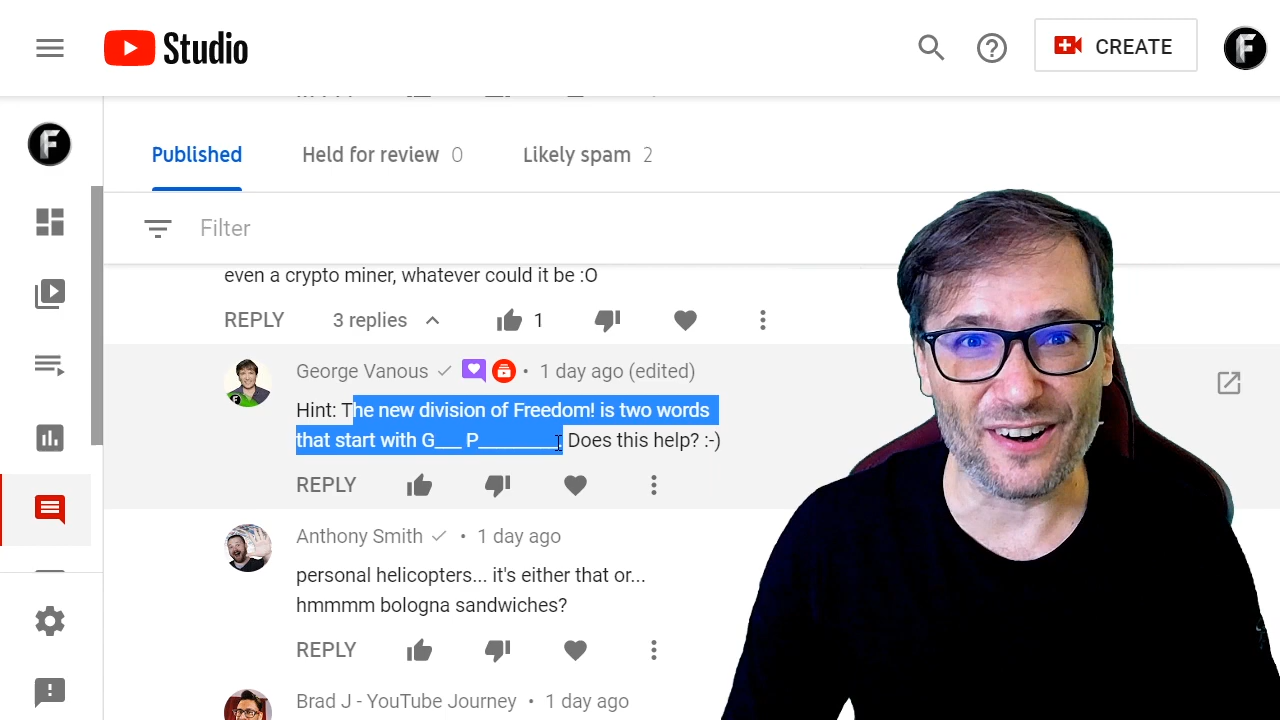 Studio
CREATE
F
F
Published
Held for review 0
Likely spam 2
Filter
even a crypto miner, whatever could it be :O
REPLY
3 replies
1
George Vanous
• 1 day ago (edited)
Hint: The new division of Freedom! is two words
that start with G___ P_________. Does this help? :-)
REPLY
Anthony Smith
• 1 day ago
personal helicopters... it's either that or...
hmmmm bologna sandwiches?
REPLY
Brad J - YouTube Journey • 1 day ago